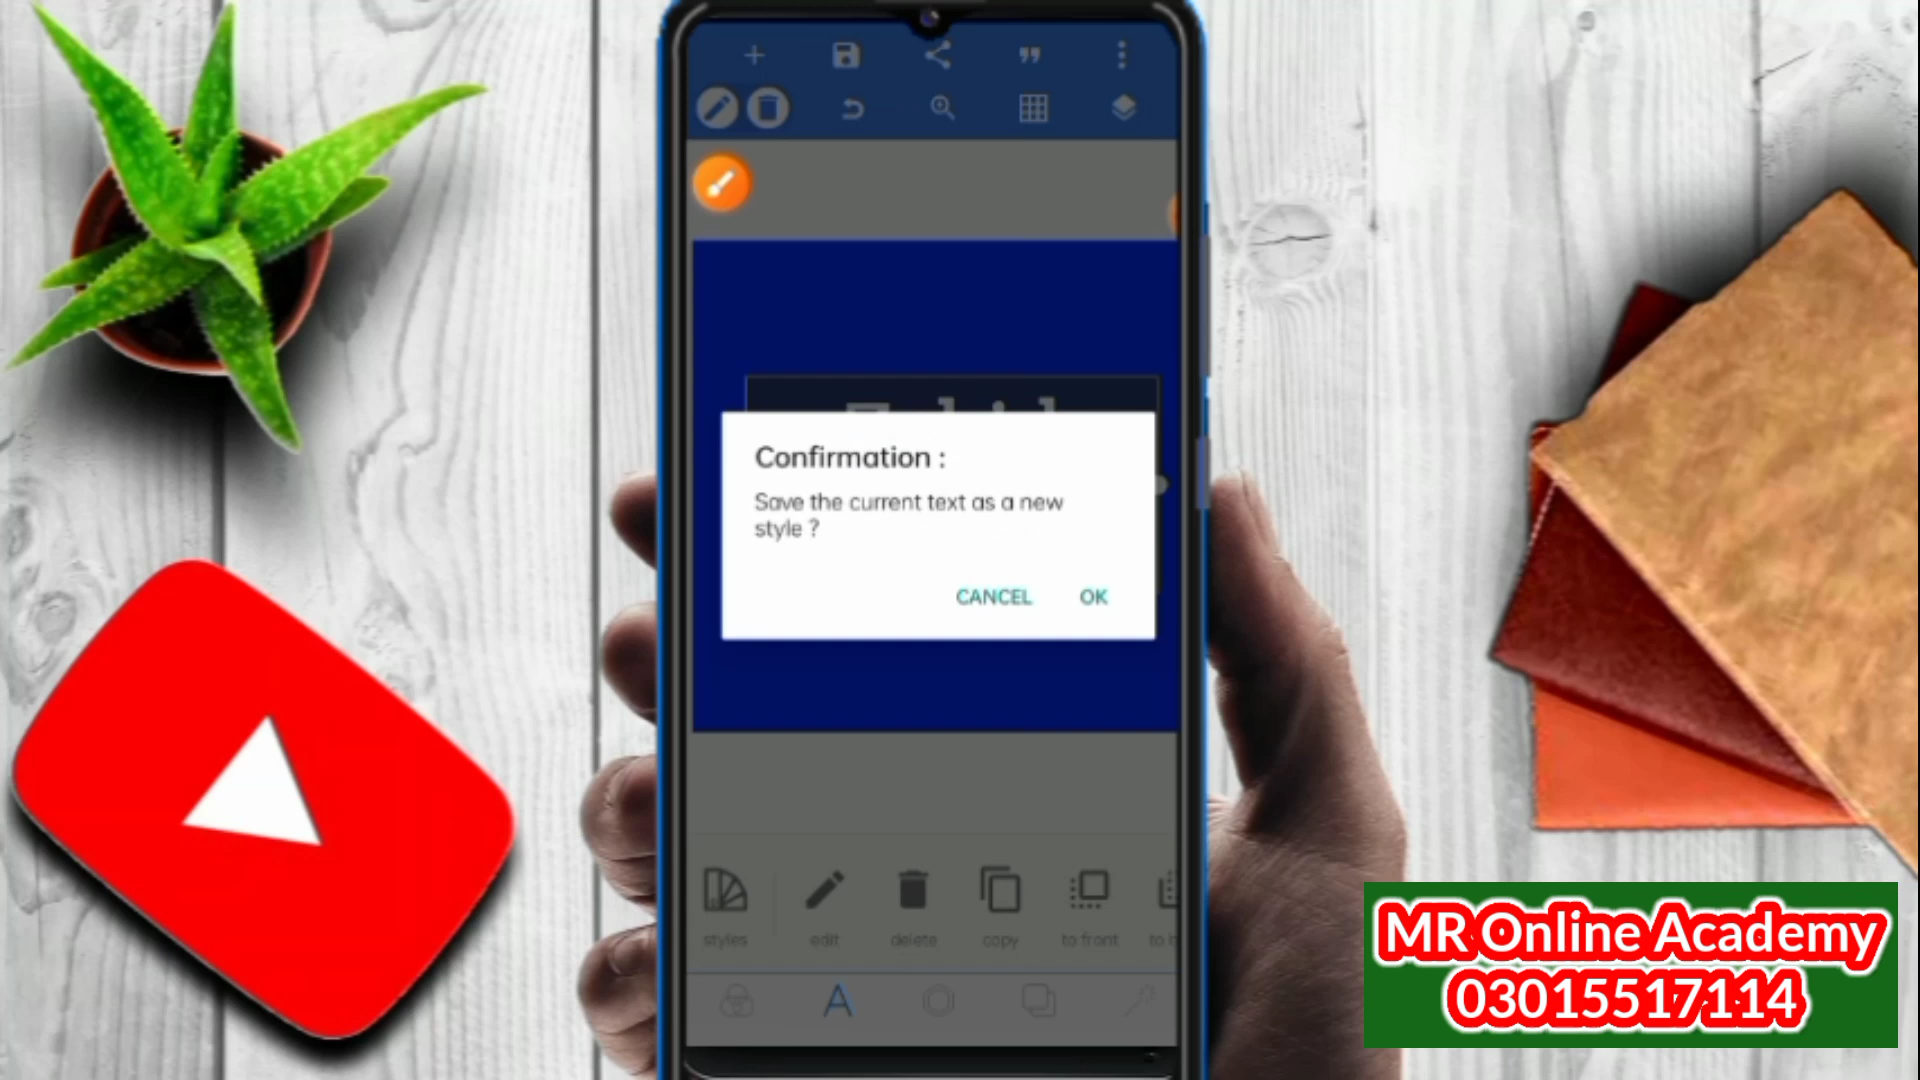 Confirmation :
Save the current text as a new
style ?
CANCEL OK
styles edit delete copy to front
MR Online Academy
03015517114